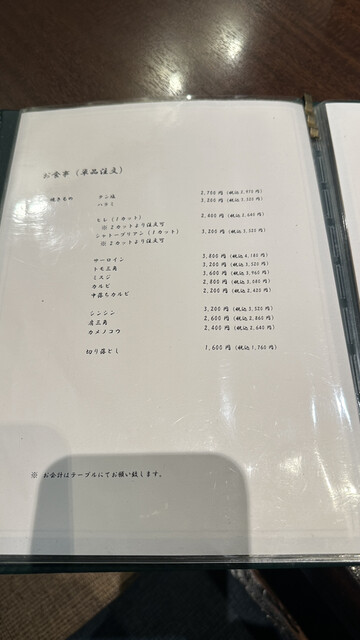 お食事（単品注文）
焼きもの タン塩 2,700円（税込2,970円）
ハラミ 3,200円（税込3,520円）
ヒレ（1カット） 2,400円（税込2,640円）
※2カットより注文可
シャトーブリアン（1カット） 3,200円（税込3,520円）
※2カットより注文可
サーロイン 3,800円（税込4,180円）
トモ三角 3,200円（税込3,520円）
ミスジ 3,600円（税込3,960円）
カルビ 2,800円（税込3,080円）
中落ちカルビ 2,200円（税込2,420円）
シンシン 3,200円（税込3,520円）
肩三角 2,600円（税込2,860円）
カメノコウ 2,400円（税込2,640円）
切り落とし 1,600円（税込1,760円）
※ お会計はテーブルにてお願い致します。